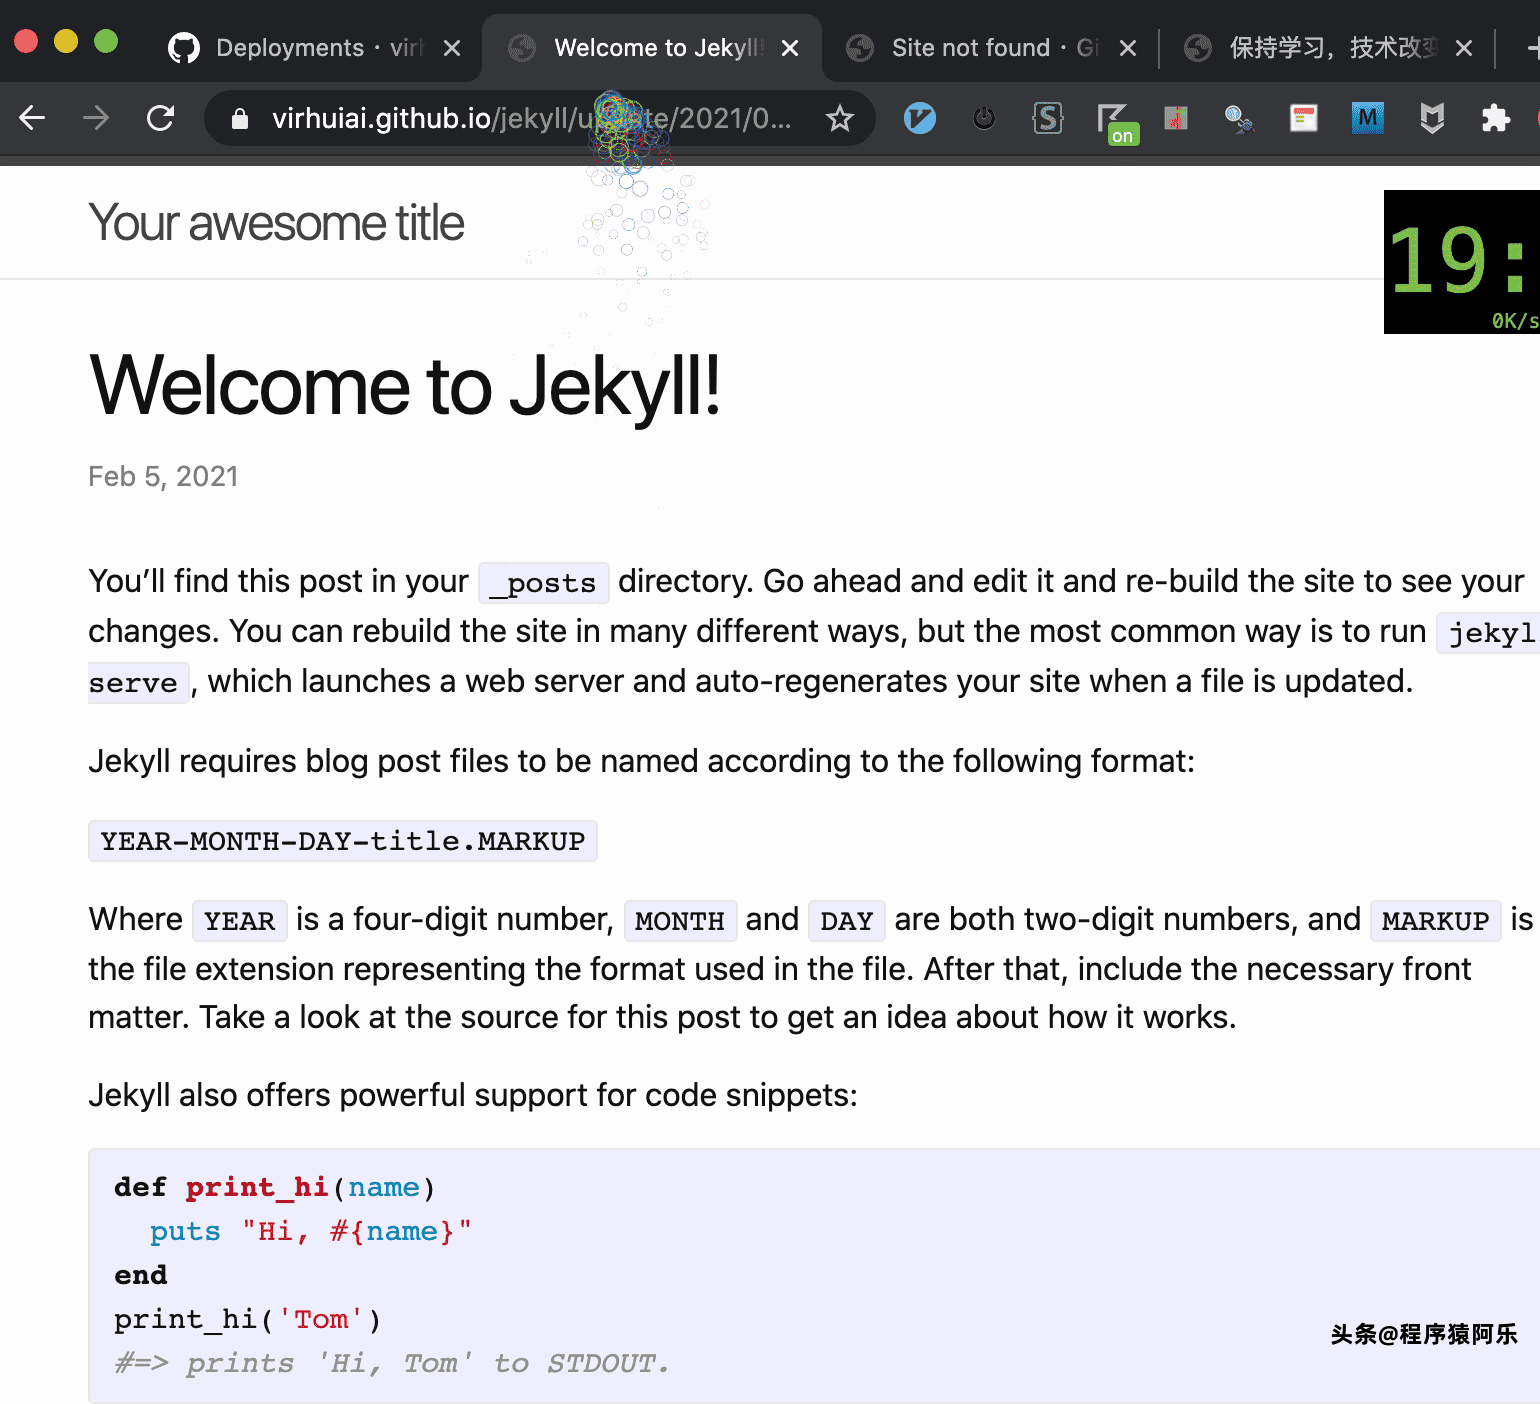 Deployments · virh
Welcome to Jekyll!
Site not found · Gi
保持学习，技术改变
virhuiai.github.io/jekyll/update/2021/0...
on
M
Your awesome title
19:
0K/s
Welcome to Jekyll!
Feb 5, 2021
You’ll find this post in your _posts directory. Go ahead and edit it and re-build the site to see your
changes. You can rebuild the site in many different ways, but the most common way is to run jekyl
serve , which launches a web server and auto-regenerates your site when a file is updated.
Jekyll requires blog post files to be named according to the following format:
YEAR-MONTH-DAY-title.MARKUP
Where YEAR is a four-digit number, MONTH and DAY are both two-digit numbers, and MARKUP is
the file extension representing the format used in the file. After that, include the necessary front
matter. Take a look at the source for this post to get an idea about how it works.
Jekyll also offers powerful support for code snippets:
def print_hi(name)
  puts "Hi, #{name}"
end
print_hi('Tom')
#=> prints 'Hi, Tom' to STDOUT.
头条@程序猿阿乐